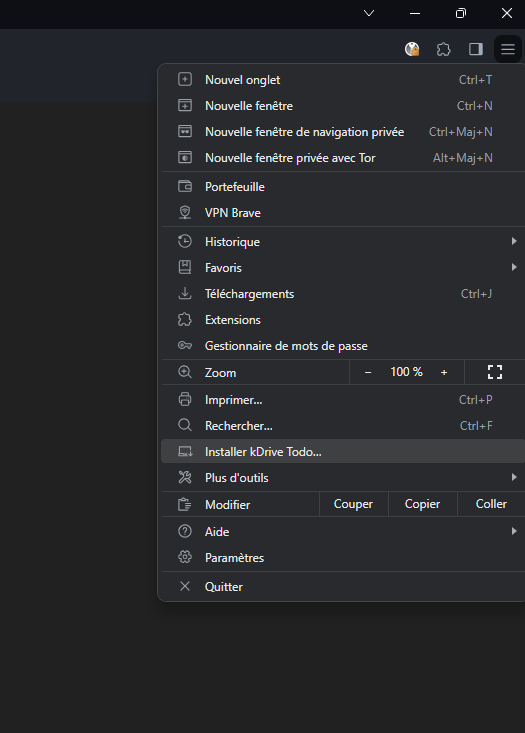 Nouvel onglet Ctrl+T
Nouvelle fenêtre Ctrl+N
Nouvelle fenêtre de navigation privée Ctrl+Maj+N
Nouvelle fenêtre privée avec Tor Alt+Maj+N
Portefeuille
VPN Brave
Historique
Favoris
Téléchargements Ctrl+J
Extensions
Gestionnaire de mots de passe
Zoom - 100 % +
Imprimer... Ctrl+P
Rechercher... Ctrl+F
Installer kDrive Todo...
Plus d'outils
Modifier Couper Copier Coller
Aide
Paramètres
Quitter